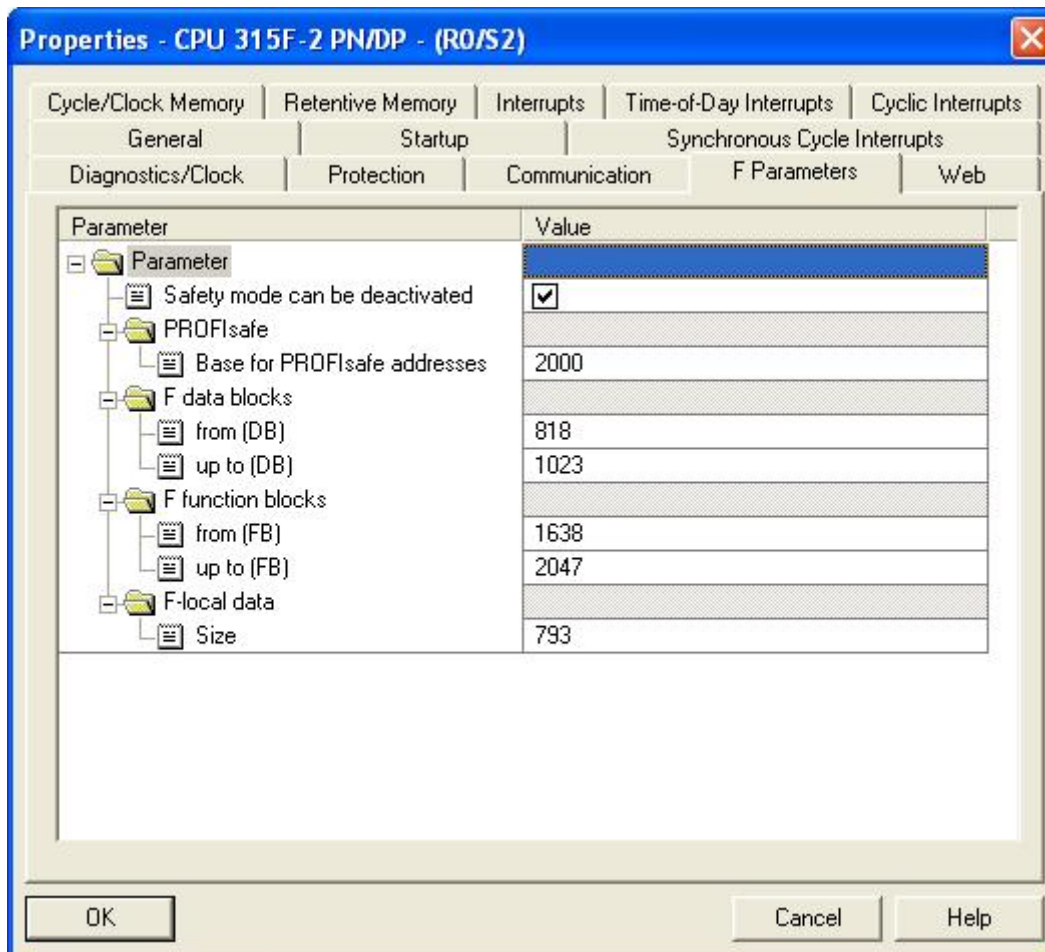 Properties - CPU 315F-2 PN/DP - (R0/S2)
Cycle/Clock Memory Retentive Memory Interrupts Time-of-Day Interrupts Cyclic Interrupts
General Startup Synchronous Cycle Interrupts
Diagnostics/Clock Protection Communication F Parameters Web
Parameter Value
Parameter
Safety mode can be deactivated
PROFIsafe
Base for PROFIsafe addresses 2000
F data blocks
from (DB) 818
up to (DB) 1023
F function blocks
from (FB) 1638
up to (FB) 2047
F-local data
Size 793
OK Cancel Help